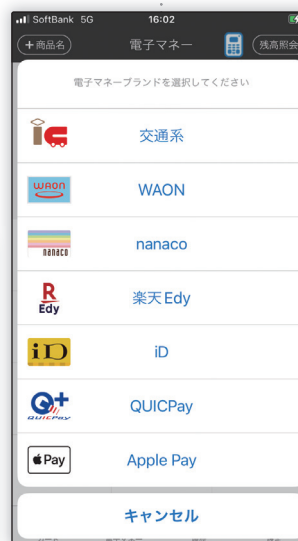 SoftBank 5G 16:02
+商品名 電子マネー 残高照会
電子マネーブランドを選択してください
交通系
WAON WAON
nanaco nanaco
R Edy 楽天Edy
iD iD
Q+ QUICPay QUICPay
Pay Apple Pay
キャンセル